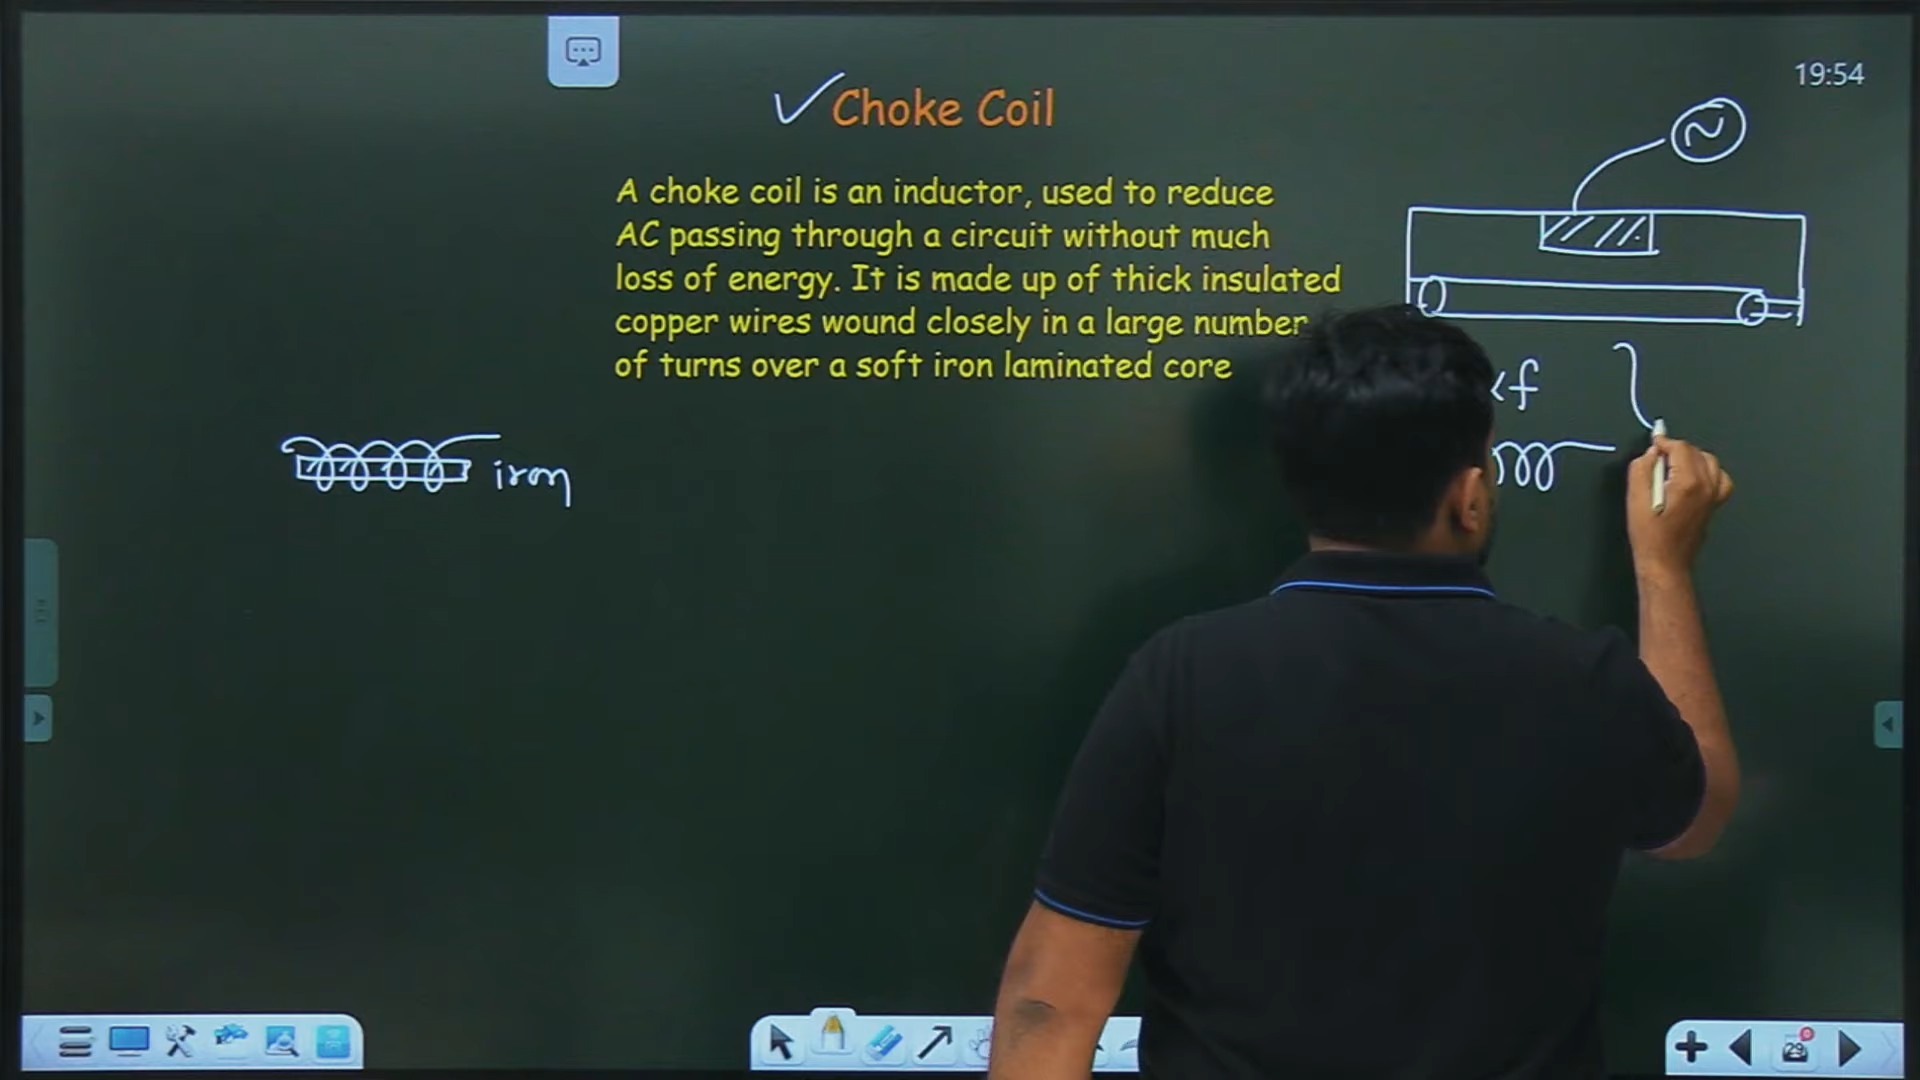 19:54
Choke Coil
A choke coil is an inductor, used to reduce
AC passing through a circuit without much
loss of energy. It is made up of thick insulated
copper wires wound closely in a large number
of turns over a soft iron laminated core
iron
29